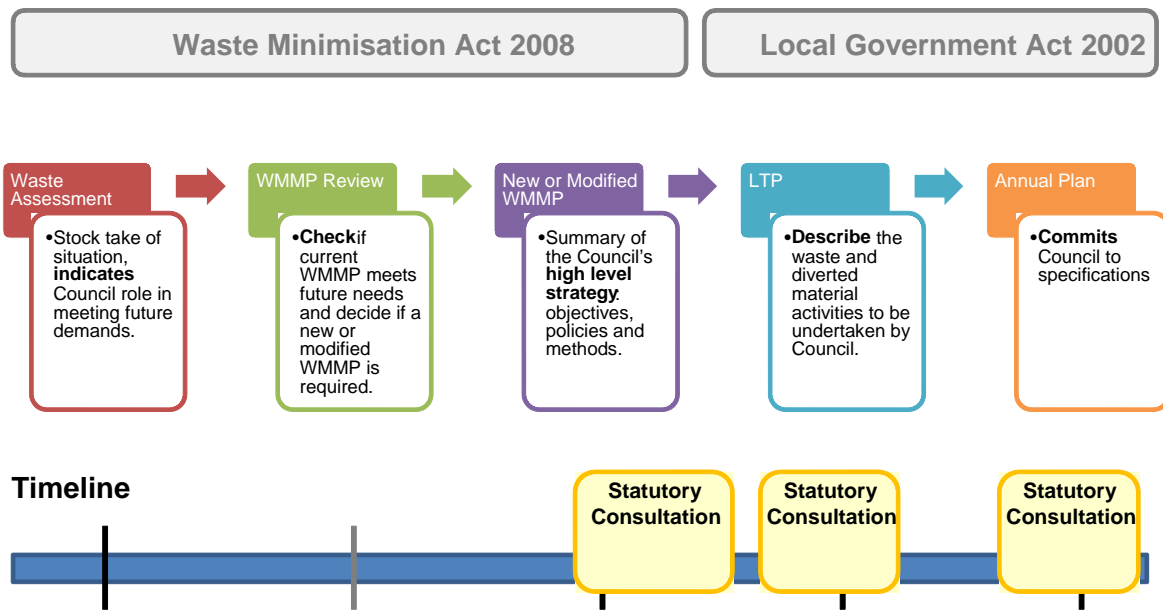 Waste Minimisation Act 2008
Local Government Act 2002
Waste
Assessment
•Stock take of
situation,
indicates
Council role in
meeting future
demands.
WMMP Review
•Checkif
current
WMMP meets
future needs
and decide if a
new or
modified
WMMP is
required.
New or Modified
WMMP
•Summary of
the Council's
high level
strategy:
objectives,
policies and
methods.
LTP
•Describe the
waste and
diverted
material
activities to be
undertaken by
Council.
Annual Plan
•Commits
Council to
specifications
Timeline
Statutory
Consultation
Statutory
Consultation
Statutory
Consultation